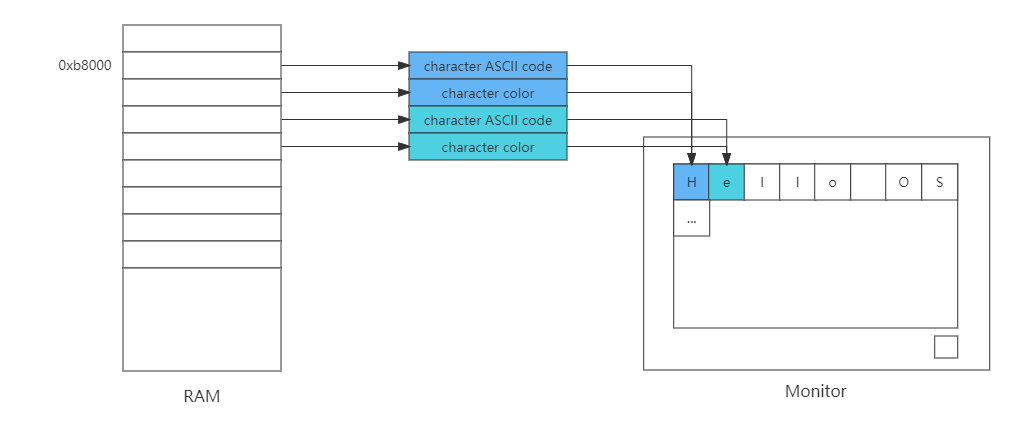 0xb8000
character ASCII code
character color
character ASCII code
character color
H e l l o O S
...
RAM
Monitor